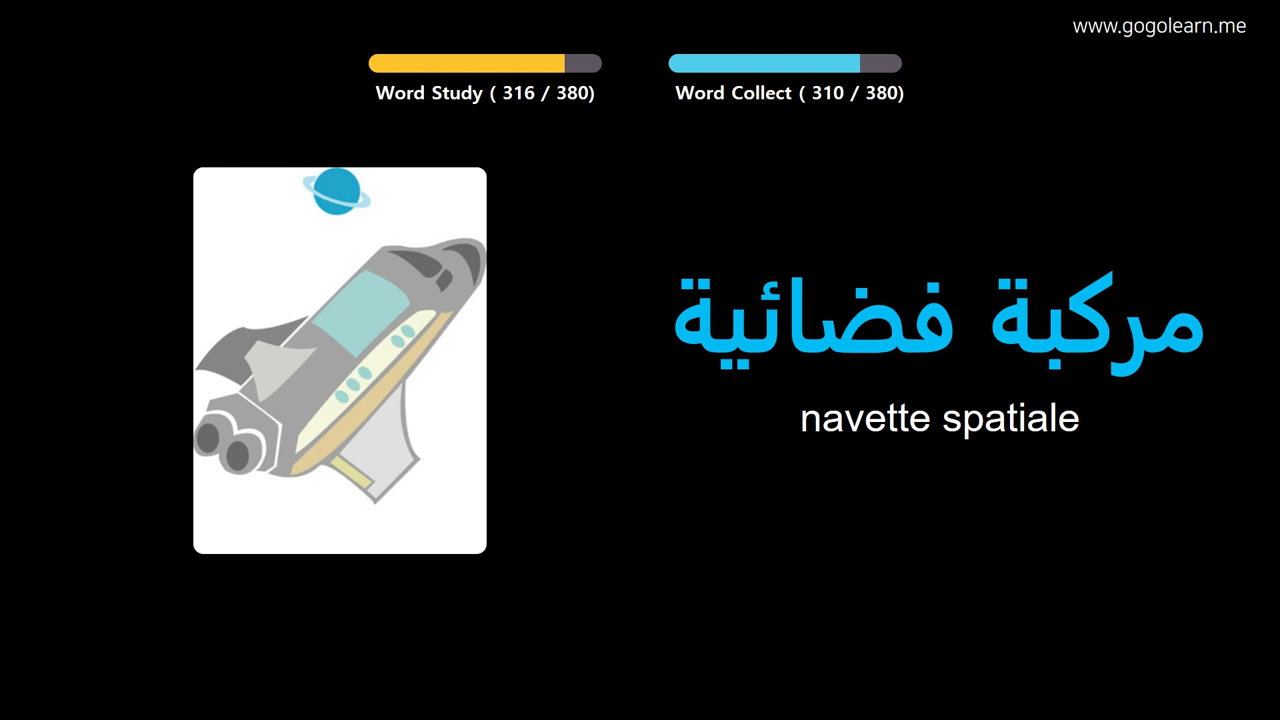 www.gogolearn.me
Word Study ( 316 / 380)
Word Collect ( 310 / 380)
مركبة فضائية
navette spatiale